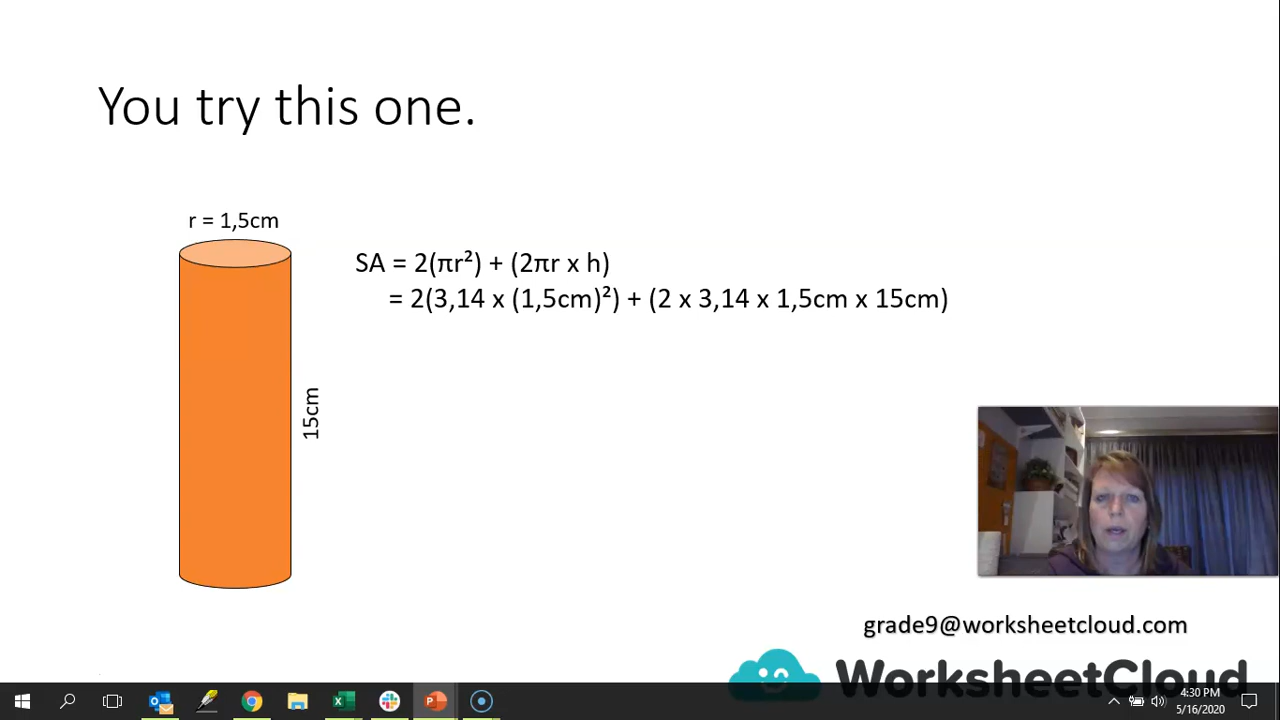 You try this one.
r = 1,5cm
SA = 2(πr²) + (2πr x h)
= 2(3,14 x (1,5cm)²) + (2 x 3,14 x 1,5cm x 15cm)
15cm
grade9@worksheetcloud.com
WorksheetCloud
4:30 PM
5/16/2020